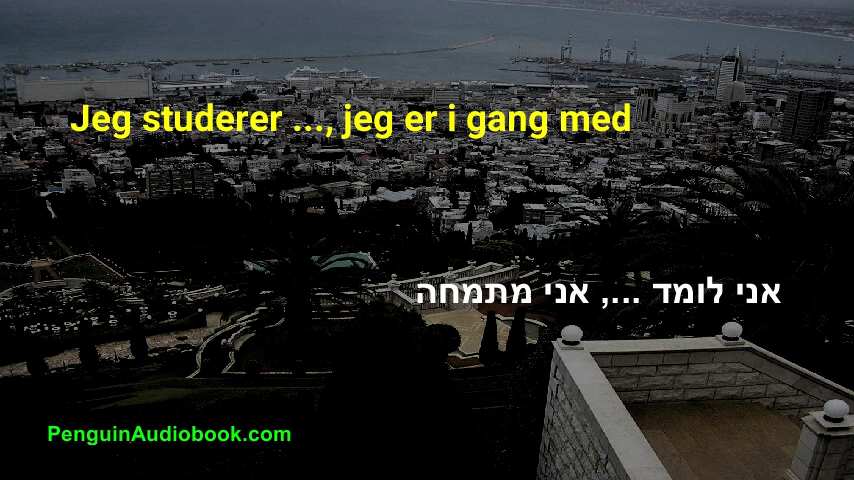 Jeg studerer ..., jeg er i gang med
אני לומד ..., אני מתמחה
PenguinAudiobook.com